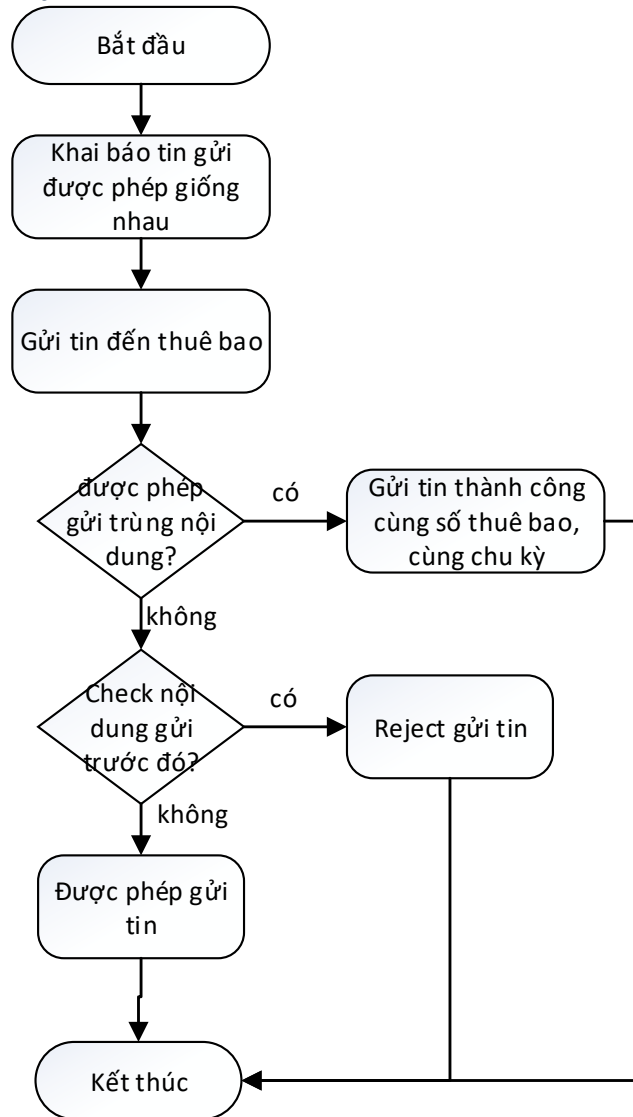 Bắt đầu
Khai báo tin gửi
được phép giống
nhau
Gửi tin đến thuê bao
được phép
gửi trùng nội
dung?
có
Gửi tin thành công
cùng số thuê bao,
cùng chu kỳ
không
Check nội
dung gửi
trước đó?
có
Reject gửi tin
không
Được phép gửi
tin
Kết thúc